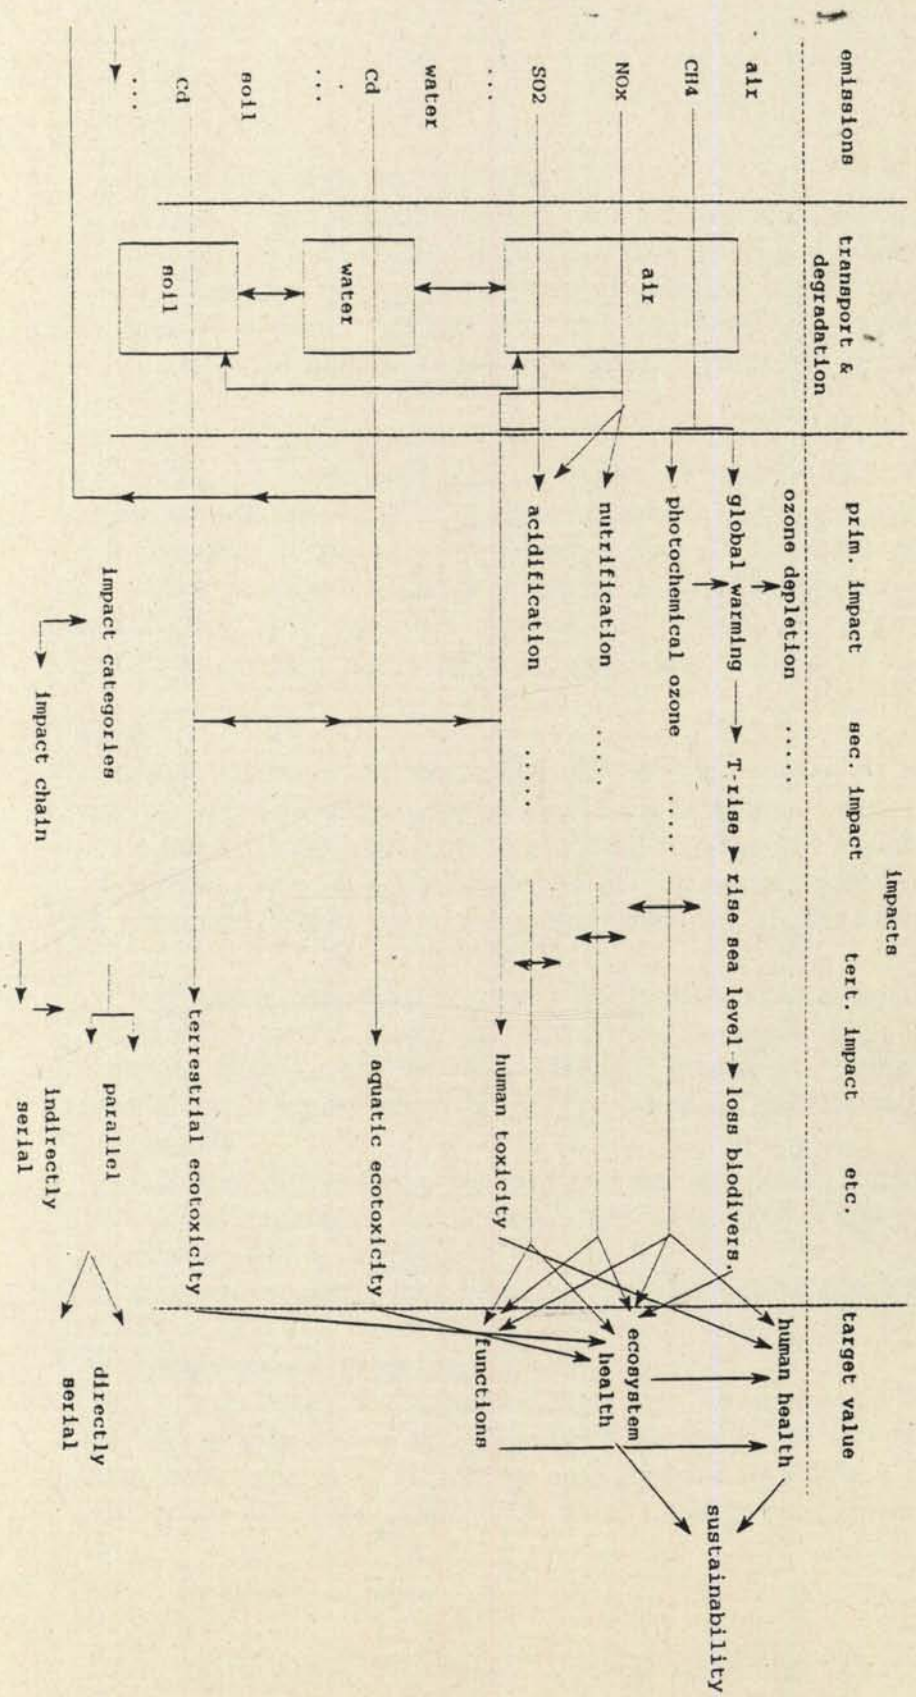 impacts
emissions
transport &
degradation
prim. impact
sec. impact
tert. impact
etc.
target value
air
CH4
NOx
SO2
...
water
Cd
...
soil
Cd
...
air
water
soil
ozone depletion .....
global warming T-rise rise sea level loss biodivers.
photochemical ozone .....
nutrification .....
acidification .....
human toxicity
aquatic ecotoxicity
terrestrial ecotoxicity
human health
ecosystem
health
functions
sustainability
impact categories
impact chain
parallel
indirectly
serial
directly
serial